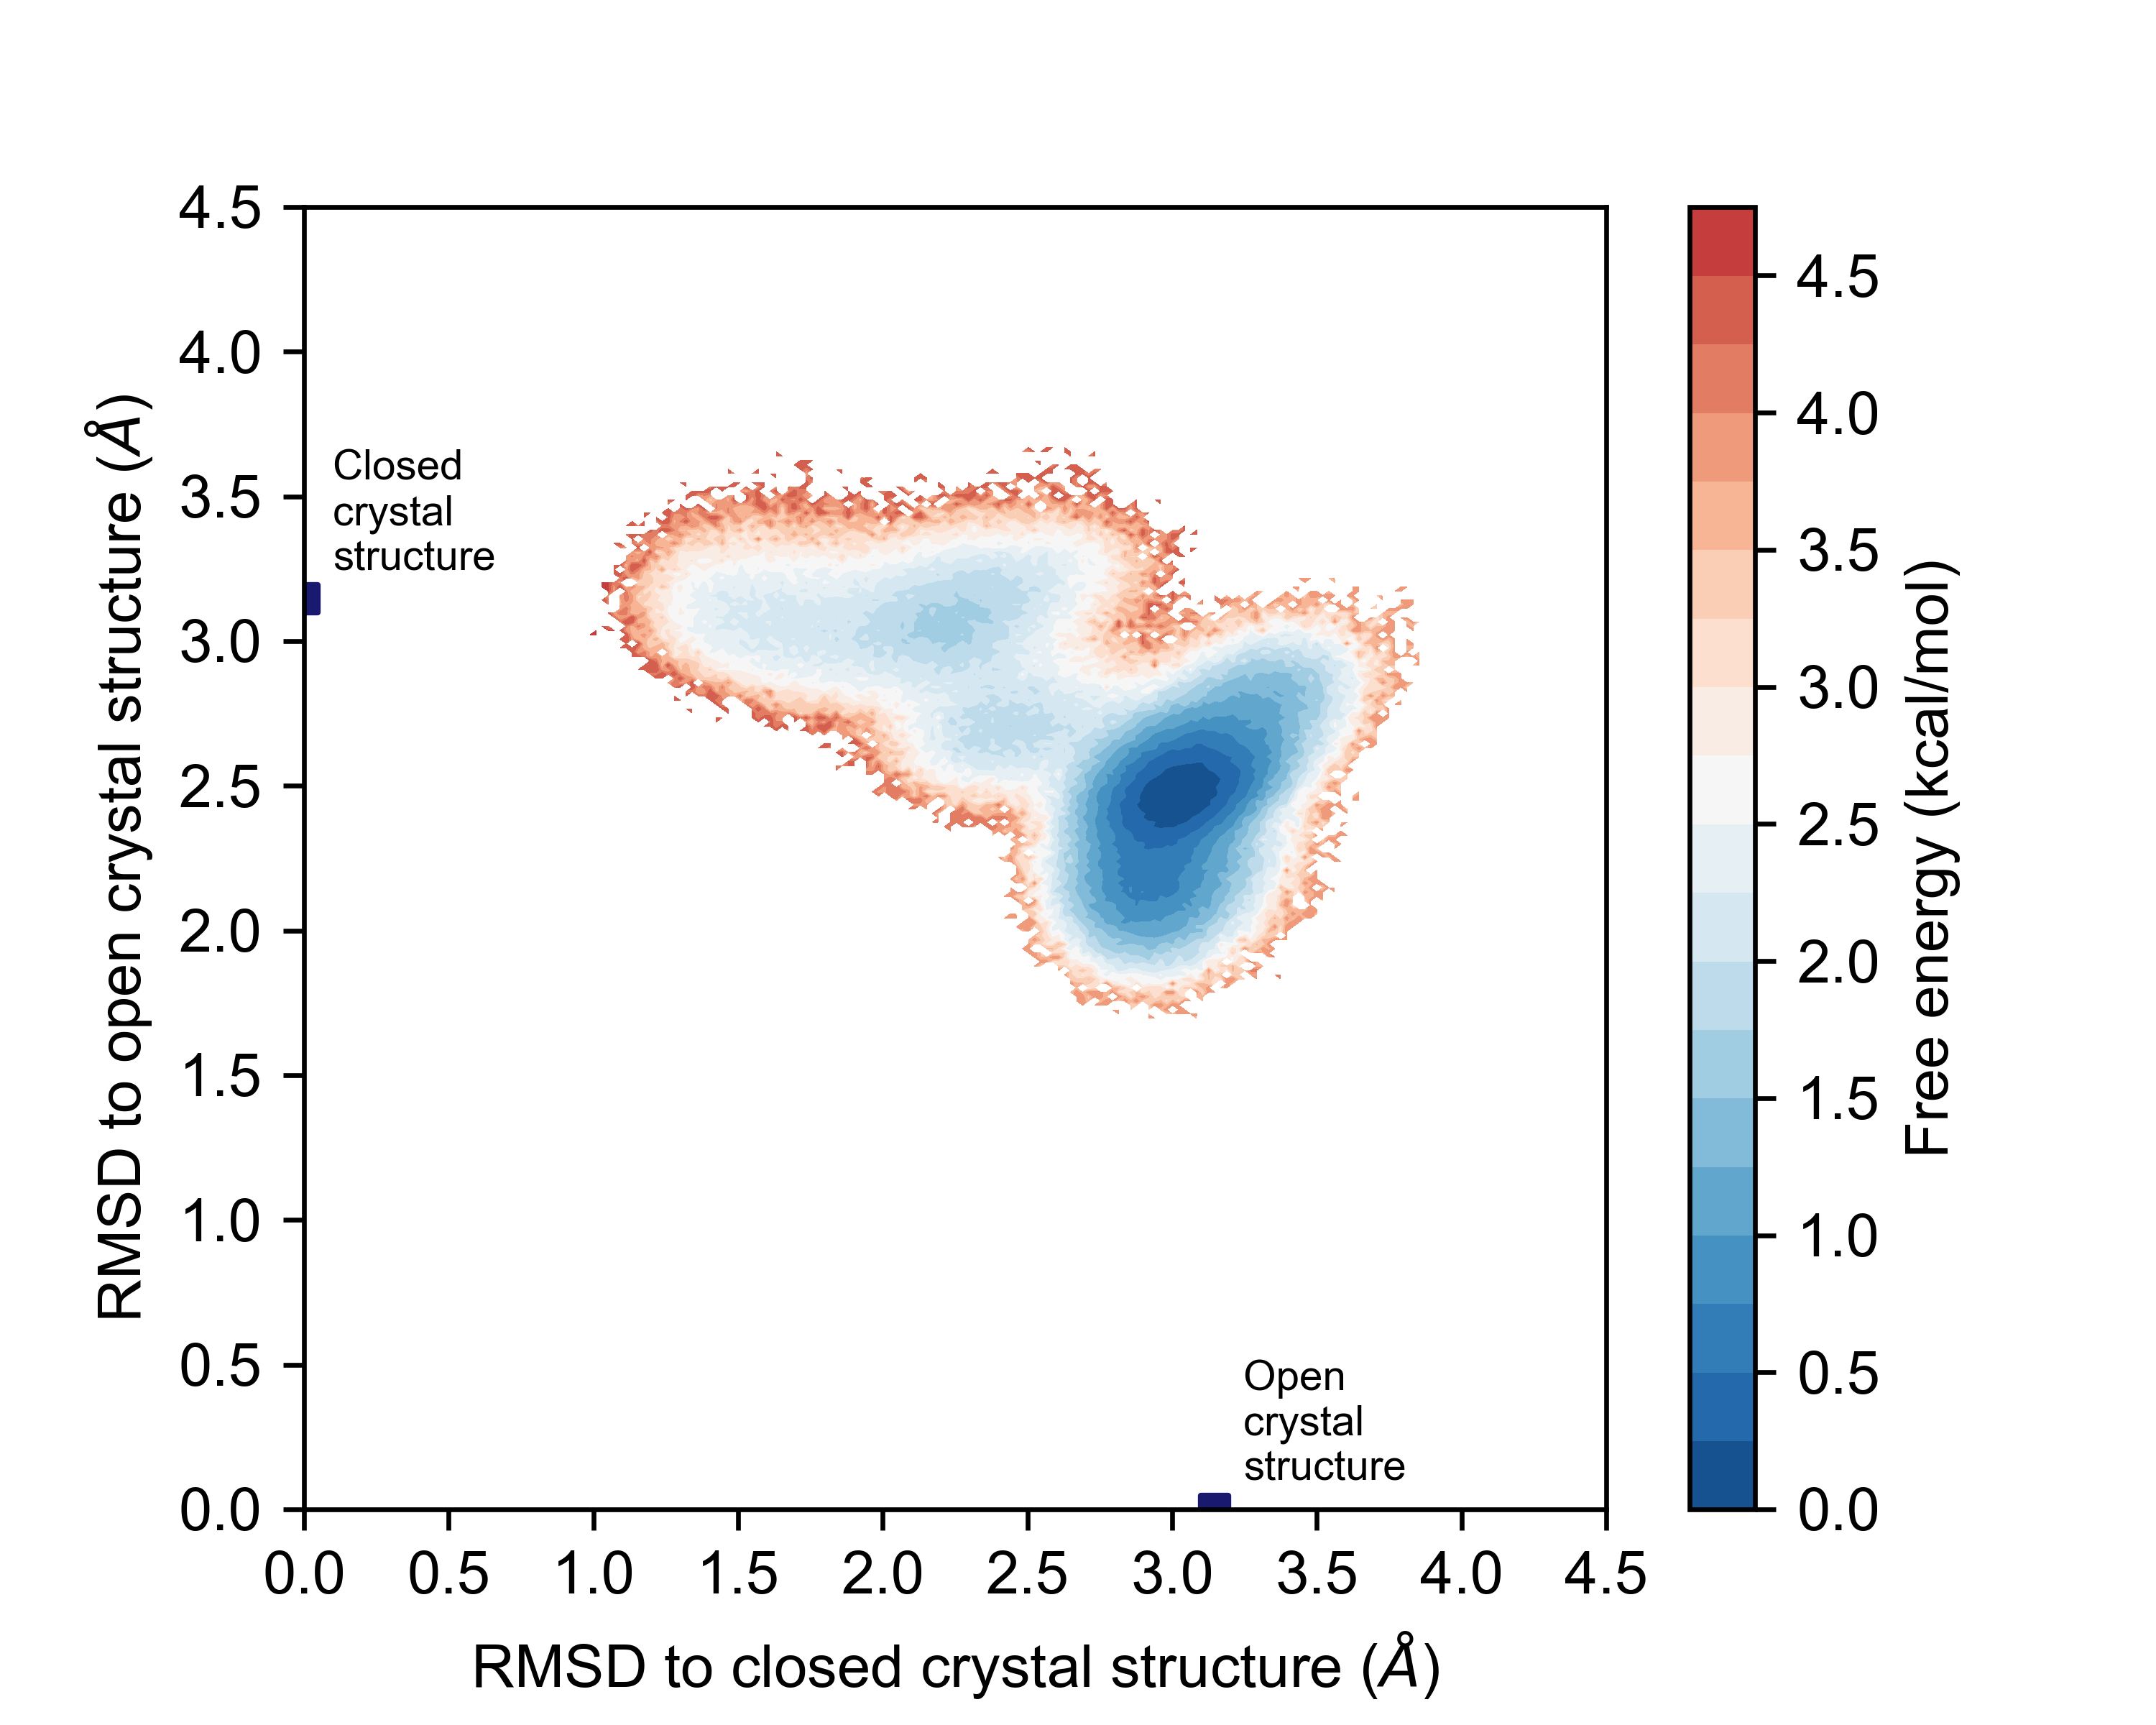 4.5
4.0
3.5
3.0
2.5
2.0
1.5
1.0
0.5
0.0
RMSD to open crystal structure (Å)
Closed
crystal
structure
Open
crystal
structure
0.0 0.5 1.0 1.5 2.0 2.5 3.0 3.5 4.0 4.5
RMSD to closed crystal structure (Å)
4.5
4.0
3.5
3.0
2.5
2.0
1.5
1.0
0.5
0.0
Free energy (kcal/mol)